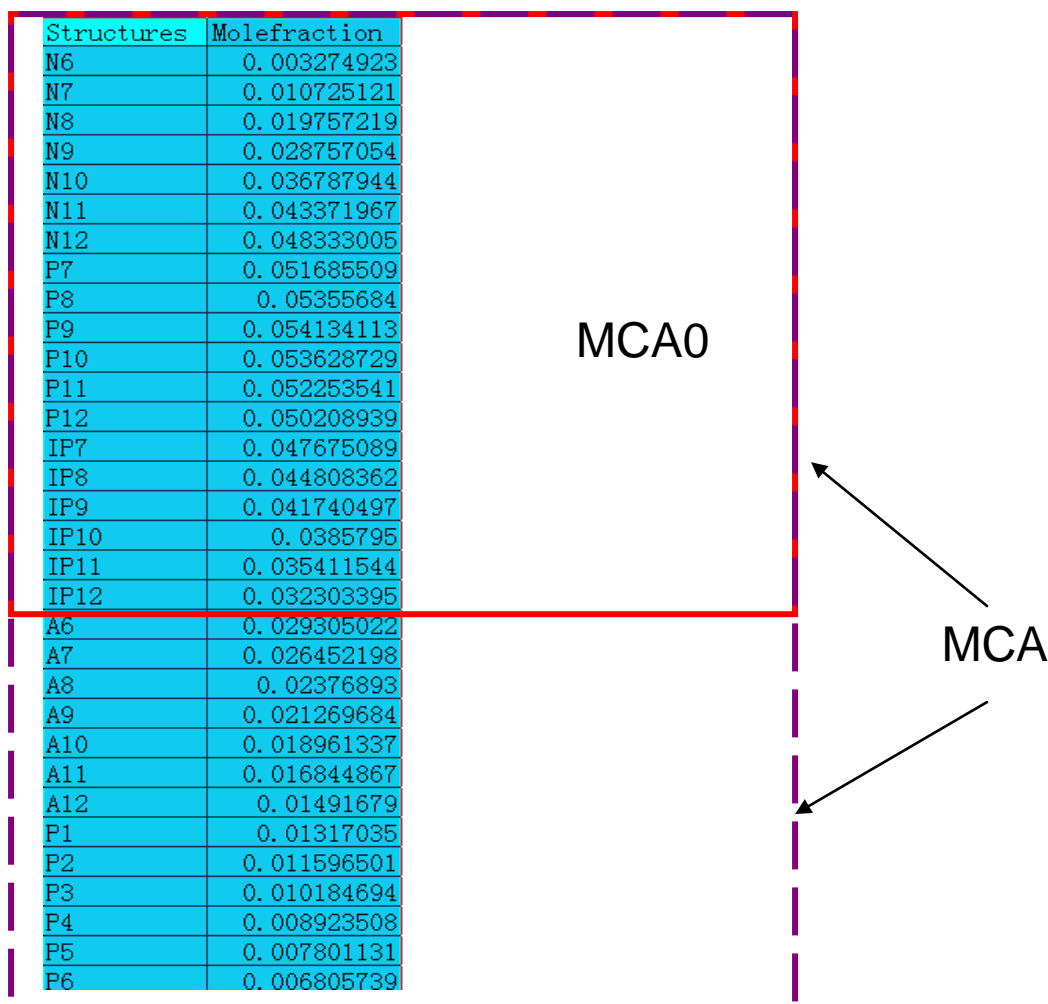 Structures Molefraction
N6 0.003274923
N7 0.010725121
N8 0.019757219
N9 0.028757054
N10 0.036787944
N11 0.043371967
N12 0.048333005
P7 0.051685509
P8 0.05355684
P9 0.054134113
P10 0.053628729
P11 0.052253541
P12 0.050208939
IP7 0.047675089
IP8 0.044808362
IP9 0.041740497
IP10 0.0385795
IP11 0.035411544
IP12 0.032303395
A6 0.029305022
A7 0.026452198
A8 0.02376893
A9 0.021269684
A10 0.018961337
A11 0.016844867
A12 0.01491679
P1 0.01317035
P2 0.011596501
P3 0.010184694
P4 0.008923508
P5 0.007801131
P6 0.006805739
MCA0
MCA